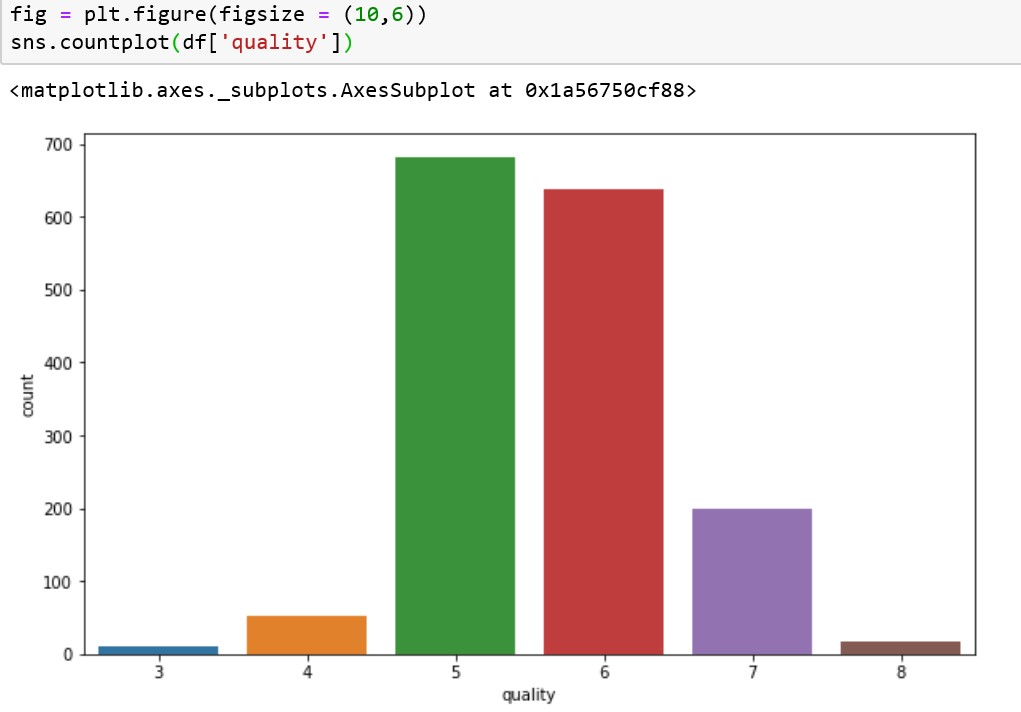 fig = plt.figure(figsize = (10,6))
sns.countplot(df['quality'])
<matplotlib.axes._subplots.AxesSubplot at 0x1a56750cf88>
700
600
500
400
300
200
100
0
count
3 4 5 6 7 8
quality